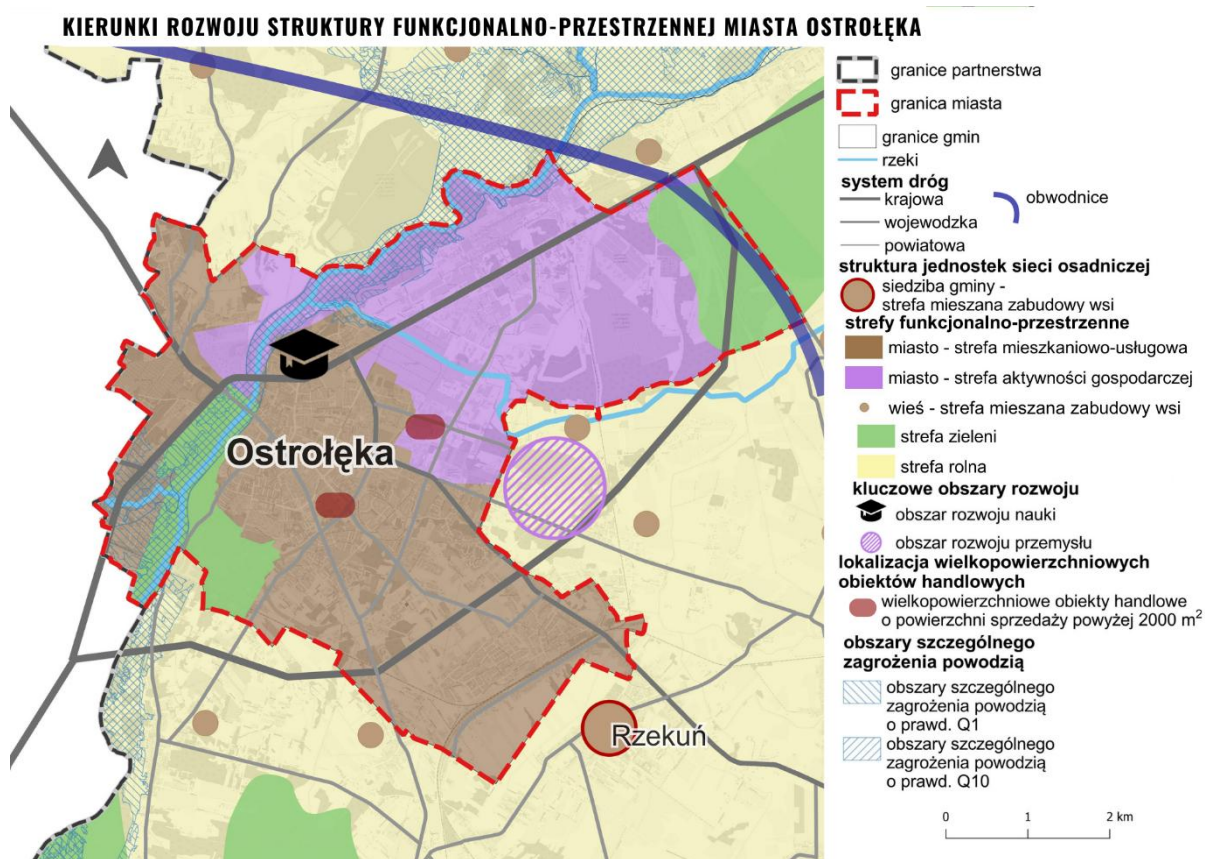 KIERUNKI ROZWOJU STRUKTURY FUNKCJONALNO-PRZESTRZENNEJ MIASTA OSTROŁĘKA
Ostrołęka
Rzekuń
granice partnerstwa
granica miasta
granice gmin
rzeki
system dróg
krajowa
wojewodzka
powiatowa
obwodnice
struktura jednostek sieci osadniczej
siedziba gminy -
strefa mieszana zabudowy wsi
strefy funkcjonalno-przestrzenne
miasto - strefa mieszkaniowo-usługowa
miasto - strefa aktywności gospodarczej
wieś - strefa mieszana zabudowy wsi
strefa zieleni
strefa rolna
kluczowe obszary rozwoju
obszar rozwoju nauki
obszar rozwoju przemysłu
lokalizacja wielkopowierzchniowych
obiektów handlowych
wielkopowierzchniowe obiekty handlowe
o powierzchni sprzedaży powyżej 2000 m²
obszary szczególnego
zagrożenia powodzią
obszary szczególnego
zagrożenia powodzią
o prawd. Q1
obszary szczególnego
zagrożenia powodzią
o prawd. Q10
0 1 2 km